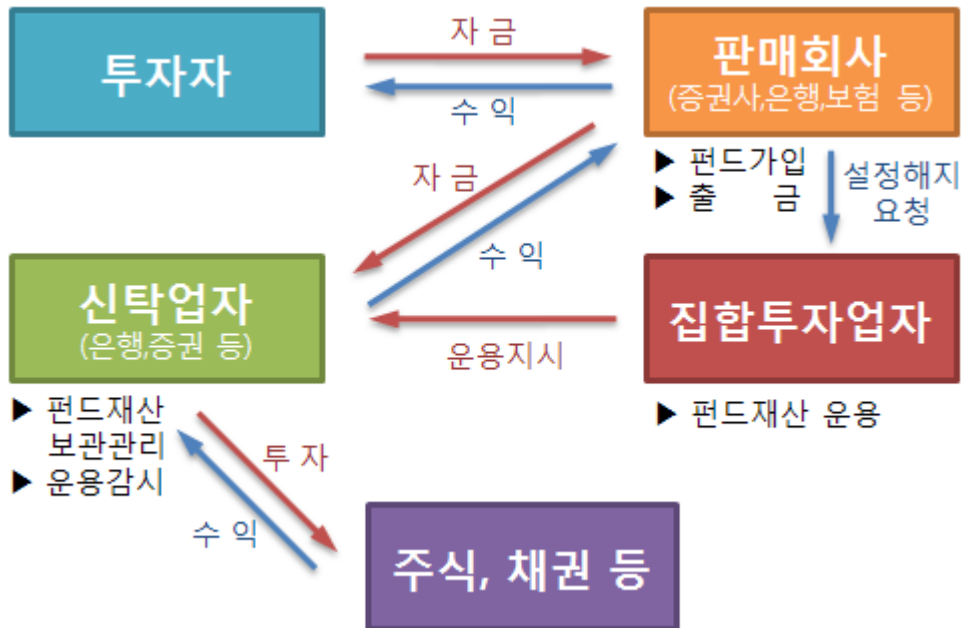 투자자
자 금
수 익
판매회사
(증권사,은행,보험 등)
▶ 펀드가입
▶ 출 금
설정해지
요청
자 금
수 익
신탁업자
(은행,증권 등)
운용지시
집합투자업자
▶ 펀드재산
보관관리
▶ 운용감시
▶ 펀드재산 운용
투 자
수 익
주식, 채권 등